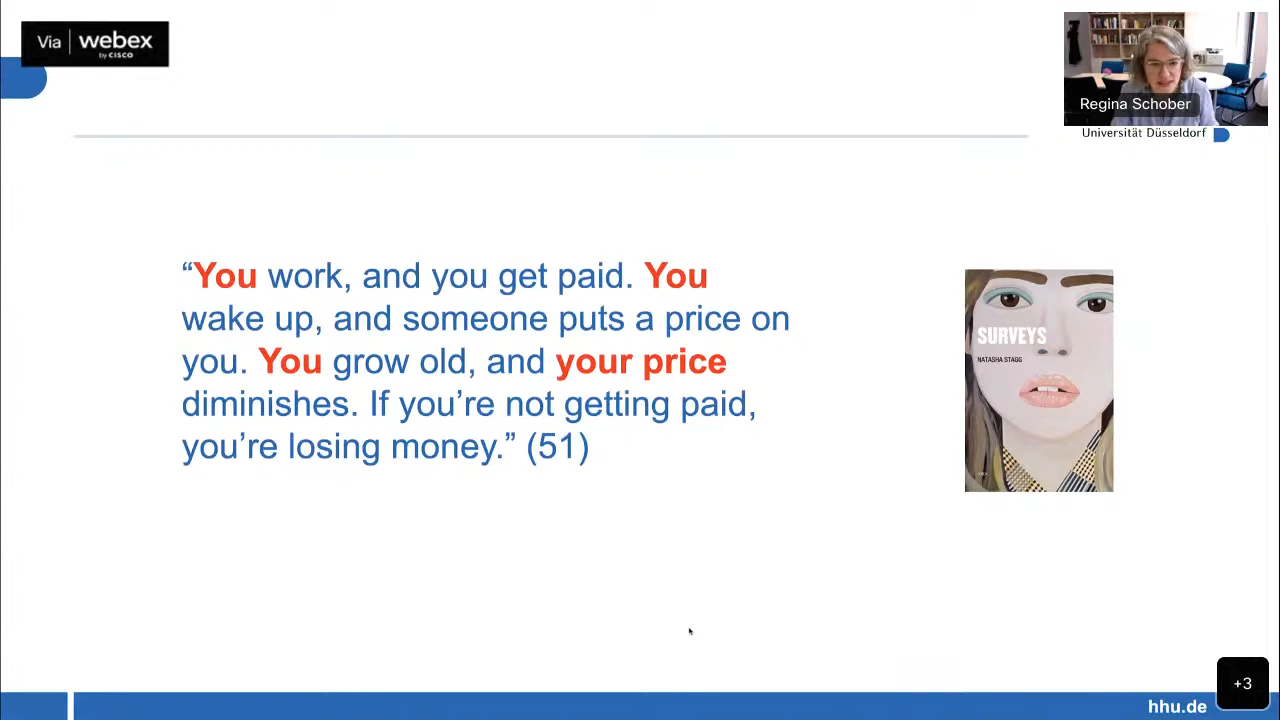 Via webex
by CISCO
Regina Schober
Universität Düsseldorf
“You work, and you get paid. You
wake up, and someone puts a price on
you. You grow old, and your price
diminishes. If you’re not getting paid,
you’re losing money.” (51)
SURVEYS
NATASHA STAGG
+3
hhu.de